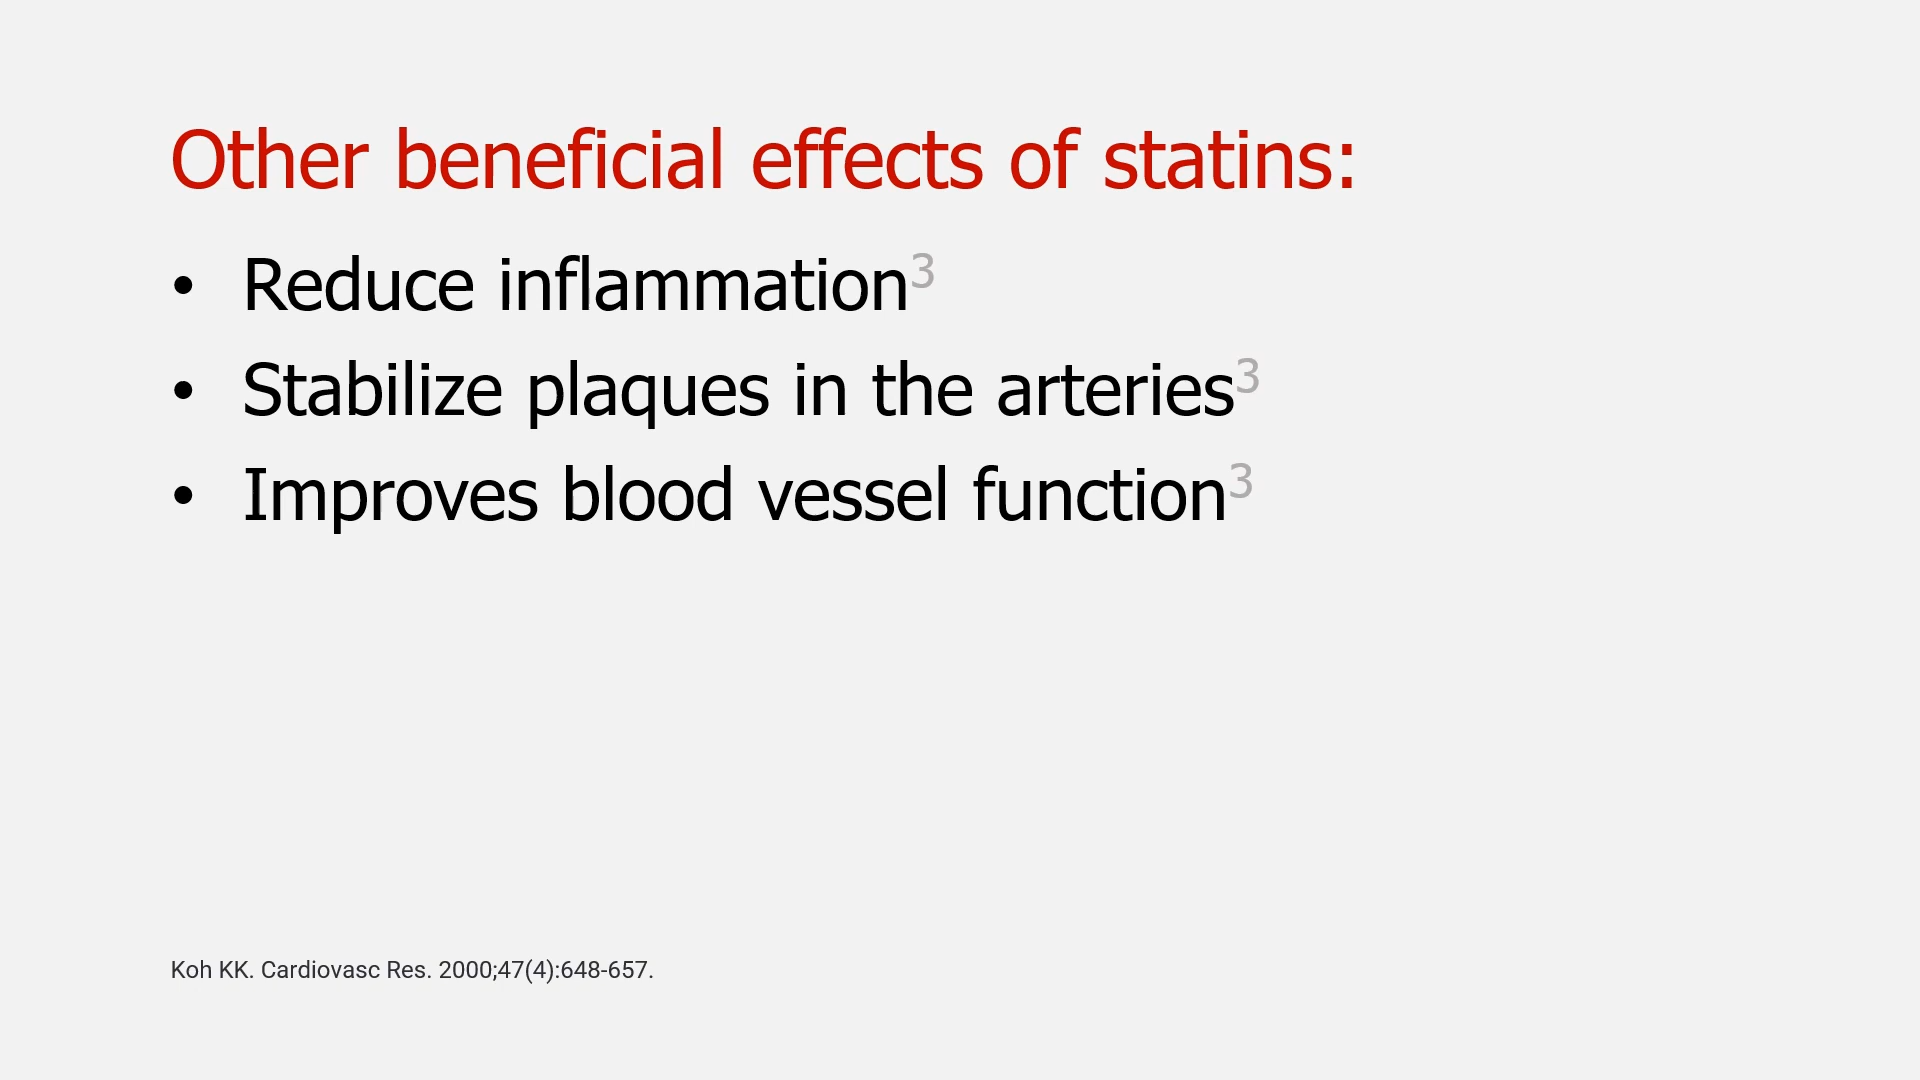 Other beneficial effects of statins:
• Reduce inflammation³
• Stabilize plaques in the arteries³
• Improves blood vessel function³
Koh KK. Cardiovasc Res. 2000;47(4):648-657.